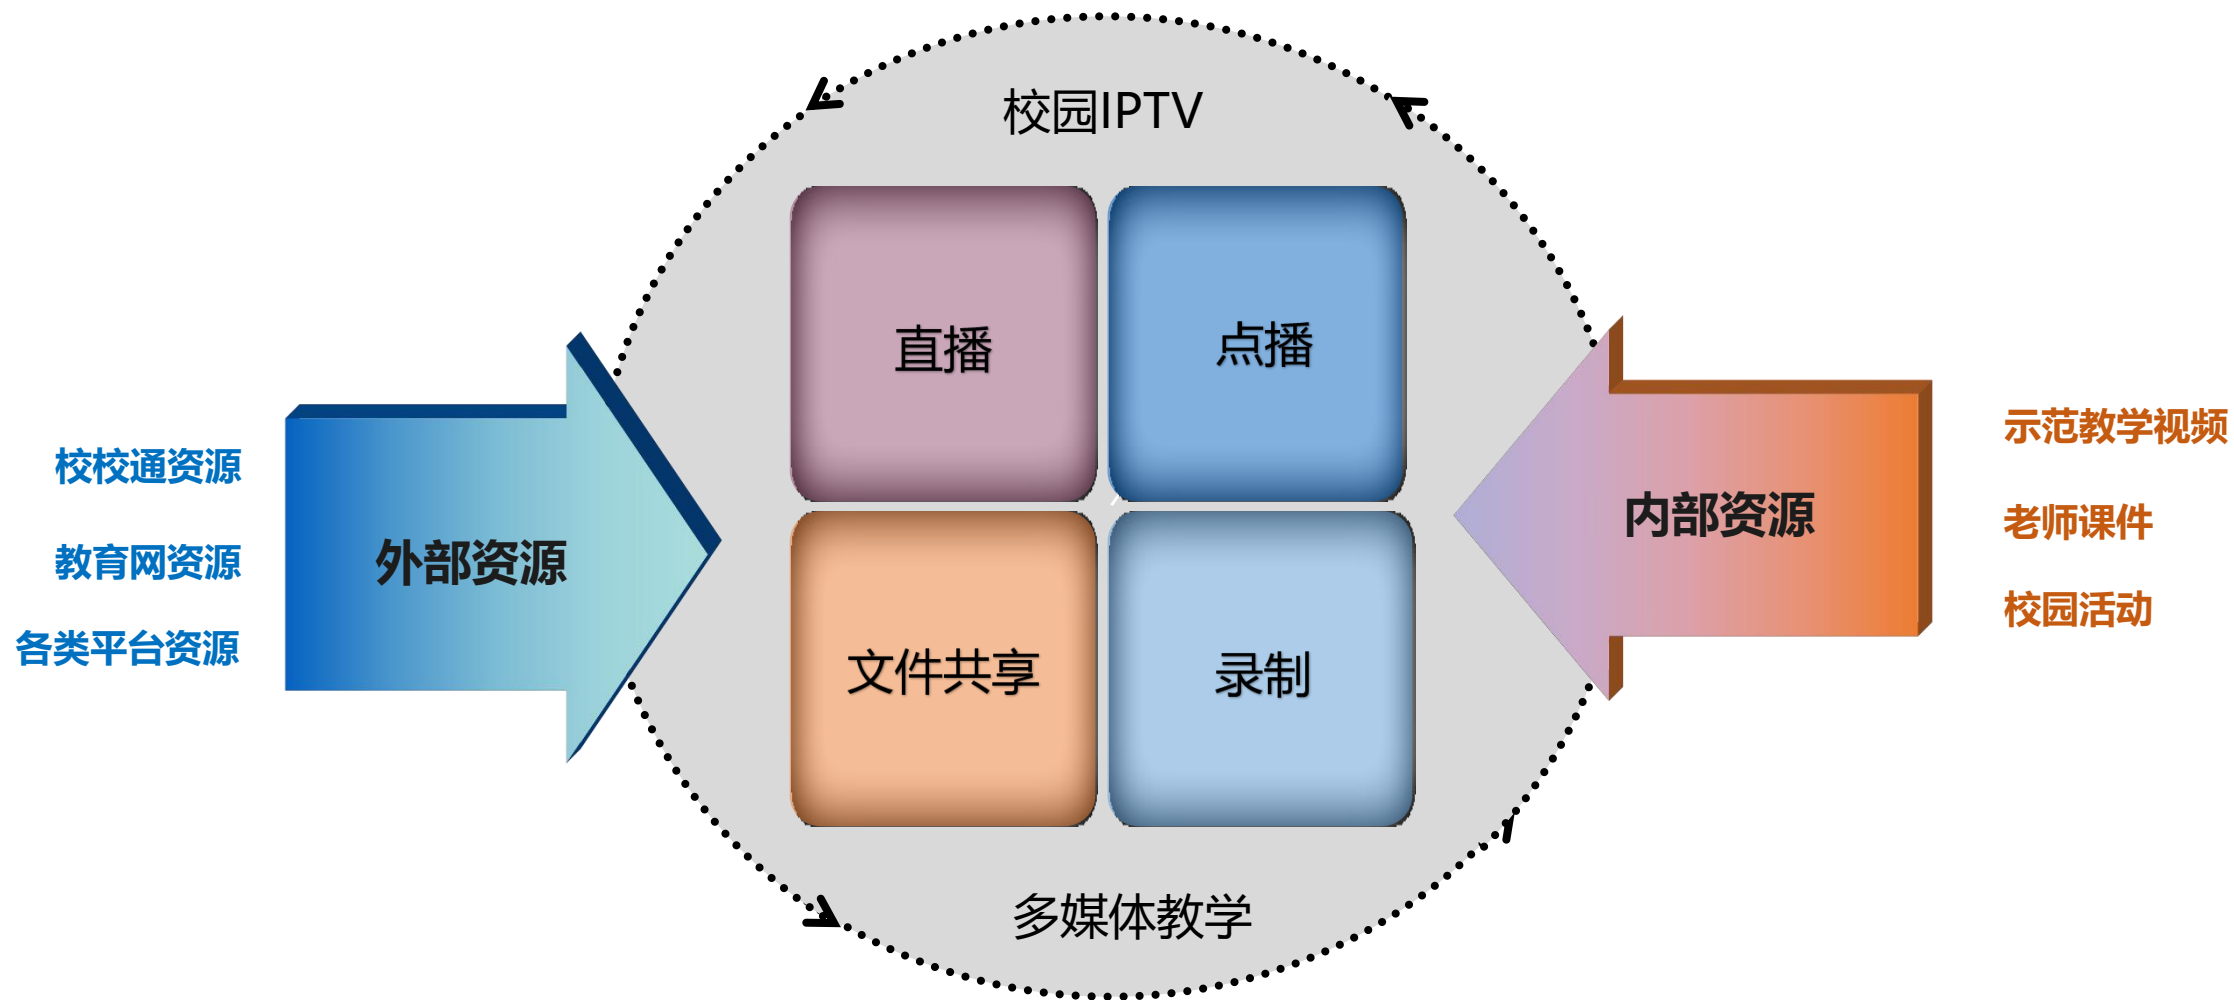 校园IPTV
直播
点播
文件共享
录制
多媒体教学
校校通资源
教育网资源
各类平台资源
外部资源
内部资源
示范教学视频
老师课件
校园活动